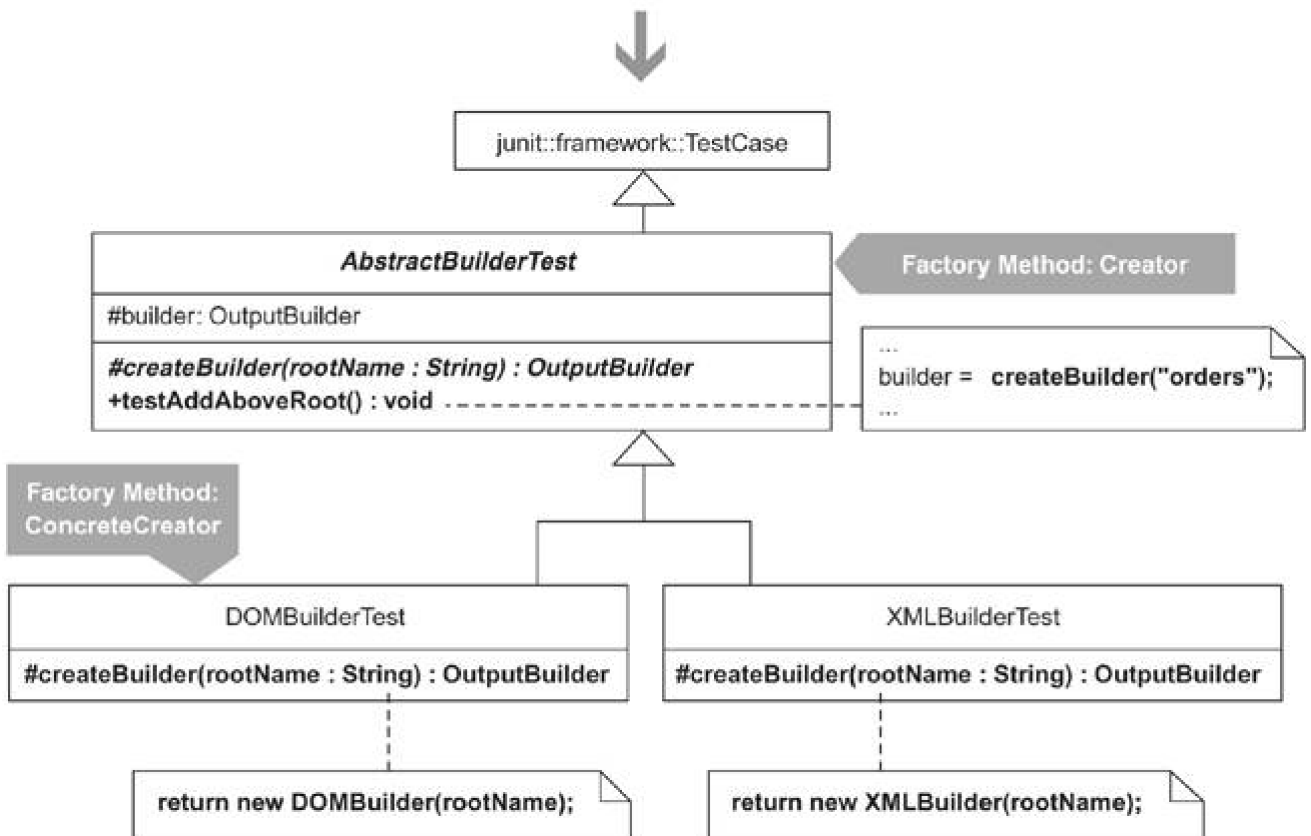 junit::framework::TestCase
AbstractBuilderTest
Factory Method: Creator
#builder: OutputBuilder
#createBuilder(rootName : String) : OutputBuilder
+testAddAboveRoot() : void
...
builder = createBuilder("orders");
...
Factory Method:
ConcreteCreator
DOMBuilderTest
#createBuilder(rootName : String) : OutputBuilder
XMLBuilderTest
#createBuilder(rootName : String) : OutputBuilder
return new DOMBuilder(rootName);
return new XMLBuilder(rootName);